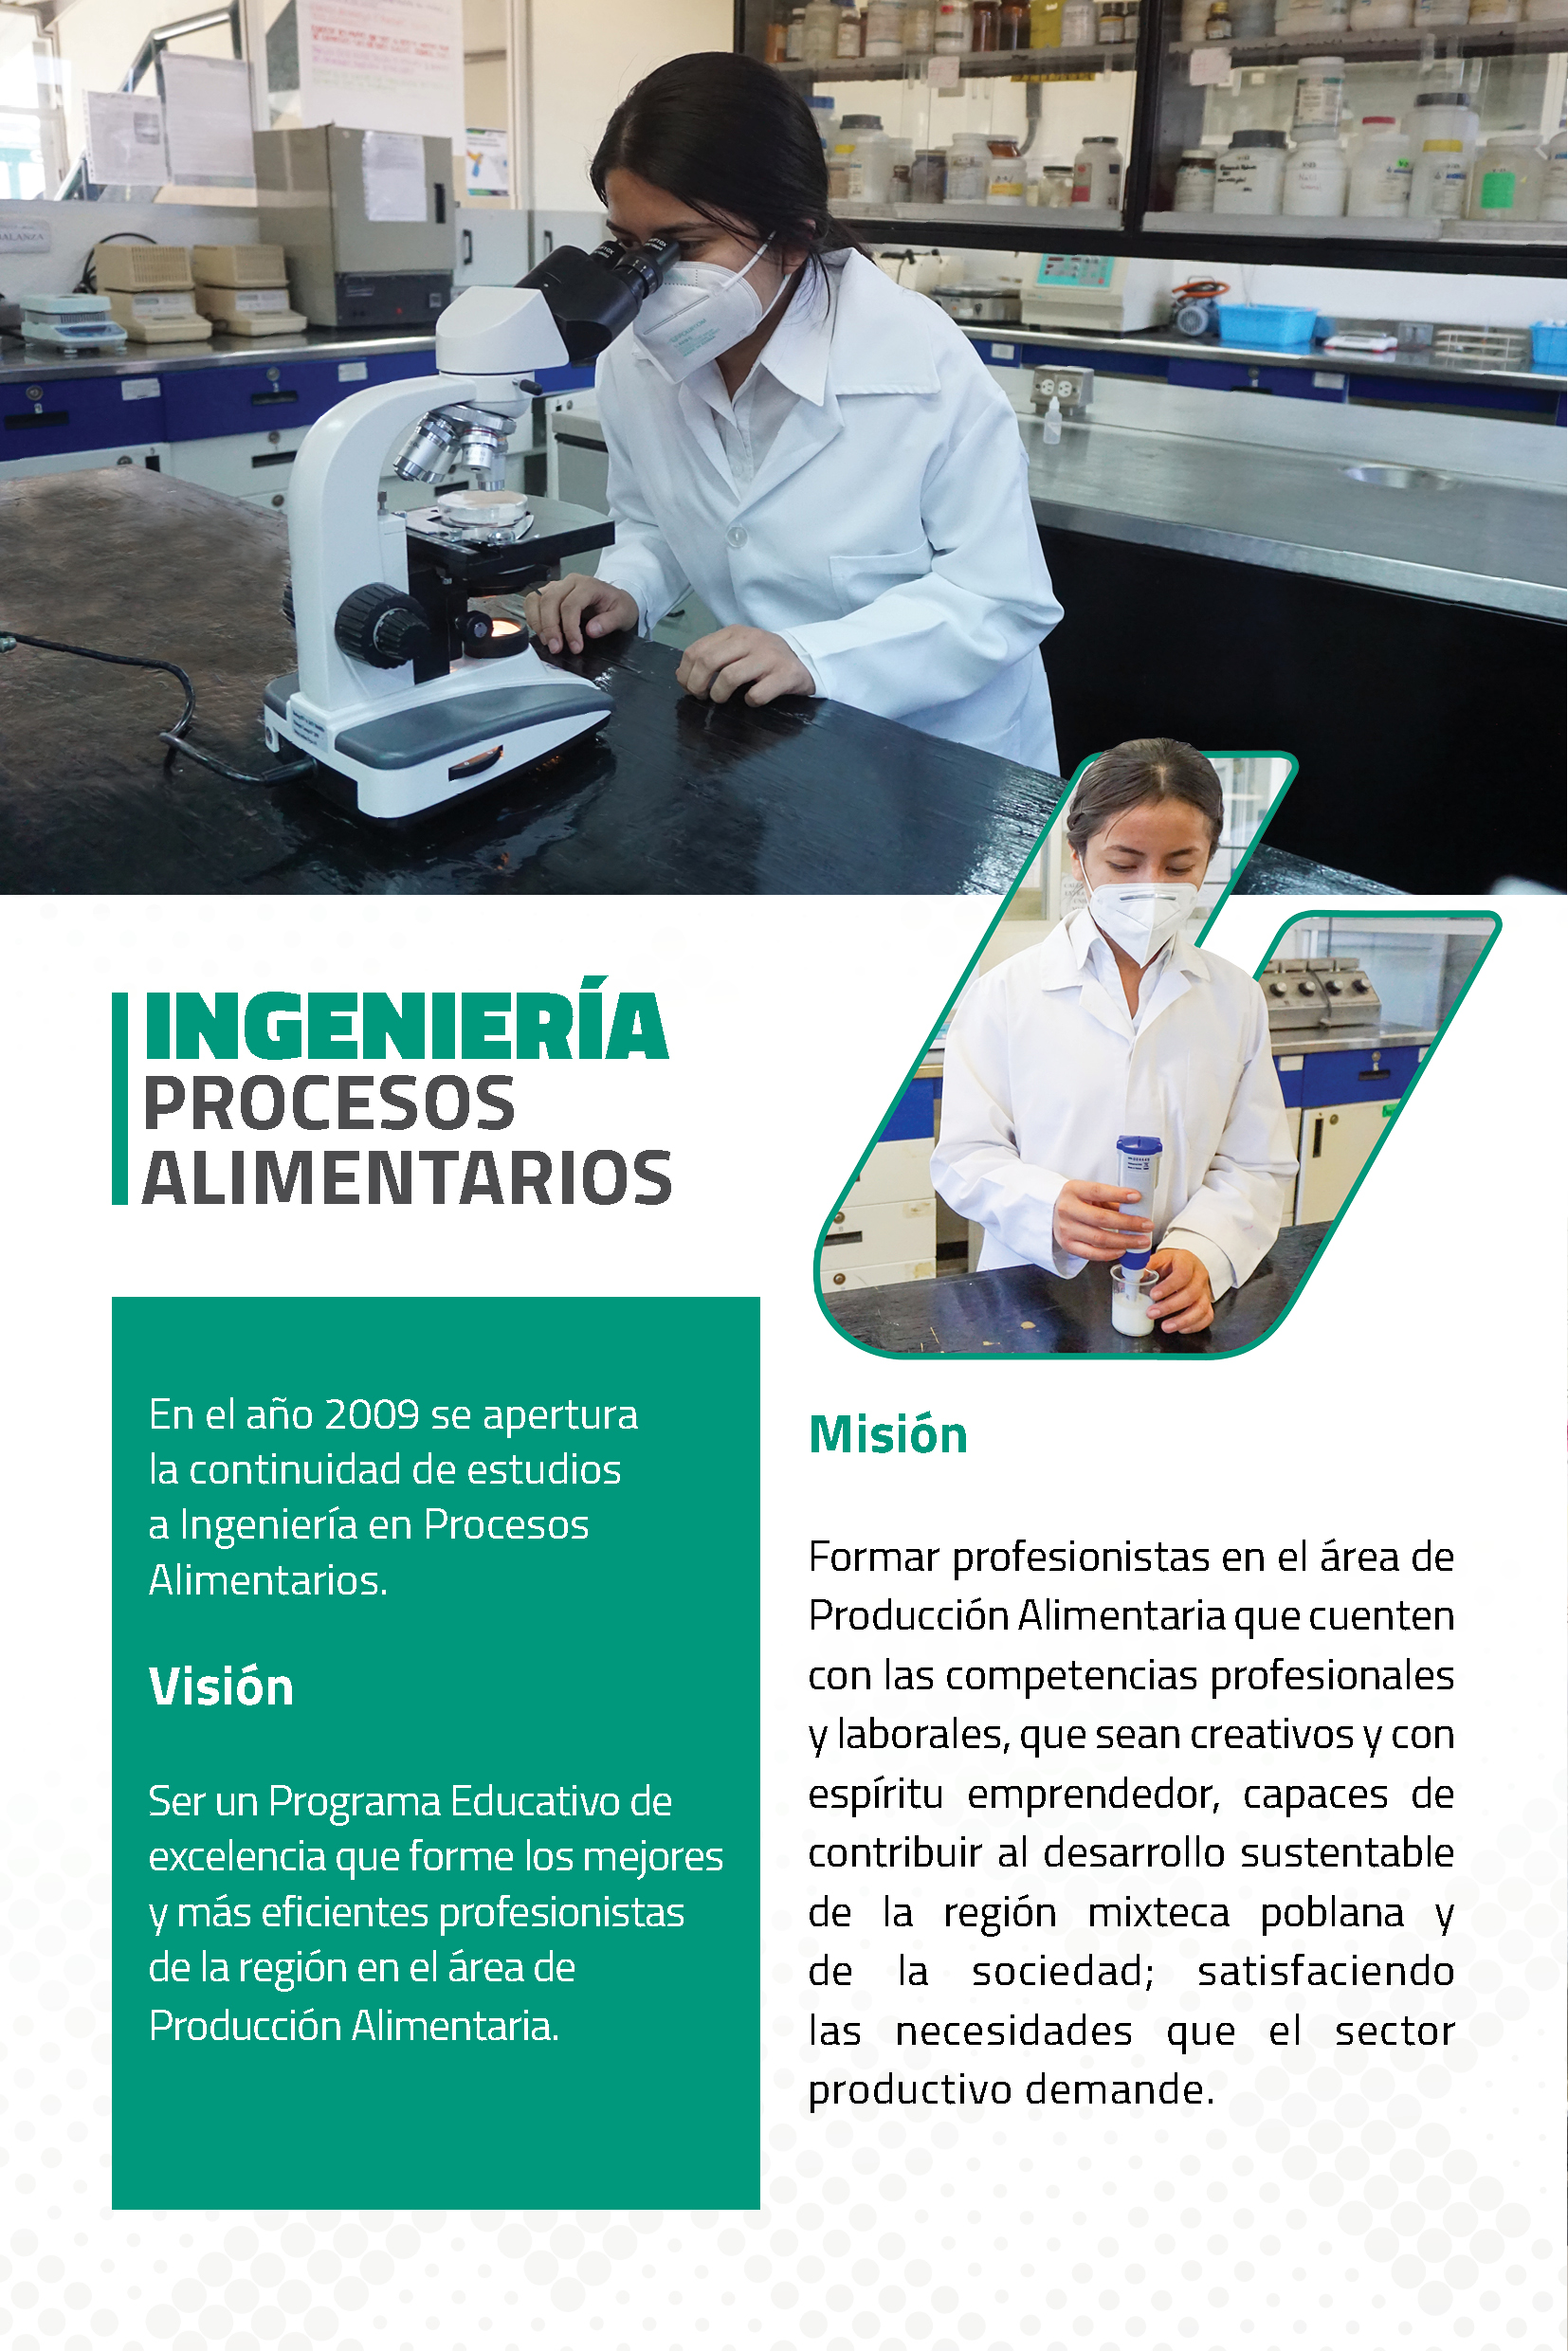 INGENIERÍA
PROCESOS
ALIMENTARIOS
En el año 2009 se apertura
la continuidad de estudios
a Ingeniería en Procesos
Alimentarios.
Visión
Ser un Programa Educativo de
excelencia que forme los mejores
y más eficientes profesionistas
de la región en el área de
Producción Alimentaria.
Misión
Formar profesionistas en el área de
Producción Alimentaria que cuenten
con las competencias profesionales
y laborales, que sean creativos y con
espíritu emprendedor, capaces de
contribuir al desarrollo sustentable
de la región mixteca poblana y
de la sociedad; satisfaciendo
las necesidades que el sector
productivo demande.